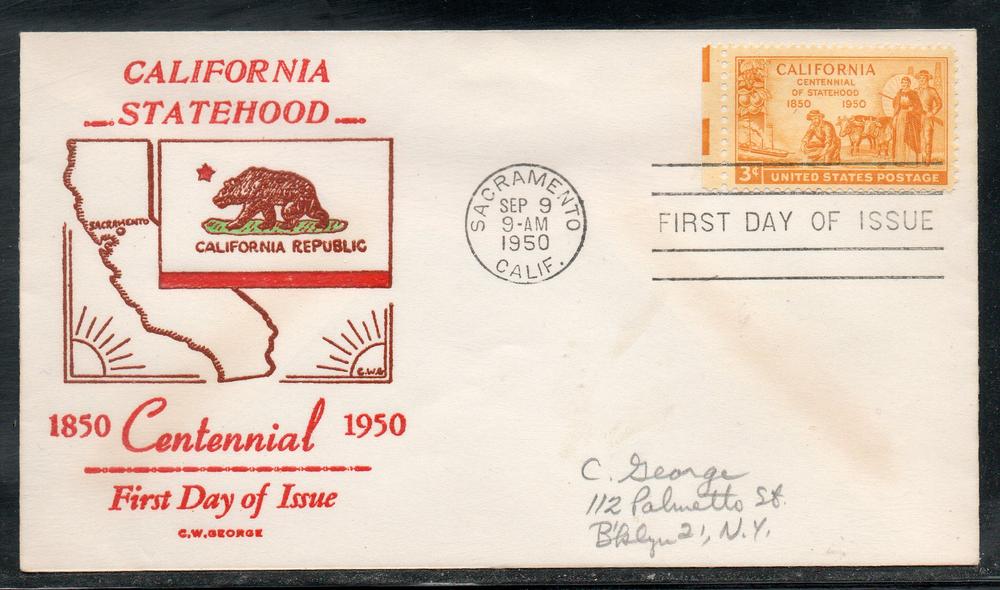 CALIFORNIA
STATEHOOD
SACRAMENTO
CALIFORNIA REPUBLIC
C.W.G
1850 Centennial 1950
First Day of Issue
C.W.GEORGE
SACRAMENTO
SEP 9
9-AM
1950
CALIF.
CALIFORNIA
CENTENNIAL
OF STATEHOOD
1850 1950
3¢ UNITED STATES POSTAGE
FIRST DAY OF ISSUE
C. George
112 Palmetto St.
B'klyn 21, N.Y.